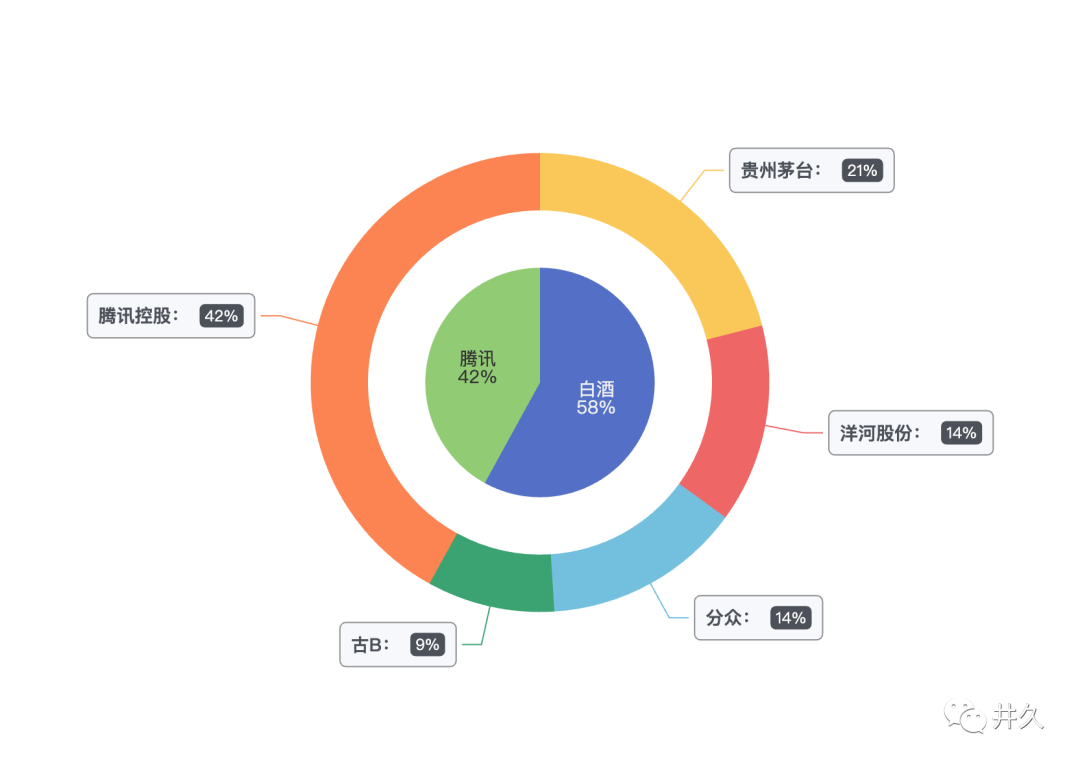 贵州茅台： 21%
腾讯控股： 42%
腾讯
42%
白酒
58%
洋河股份： 14%
分众： 14%
古B： 9%
井久